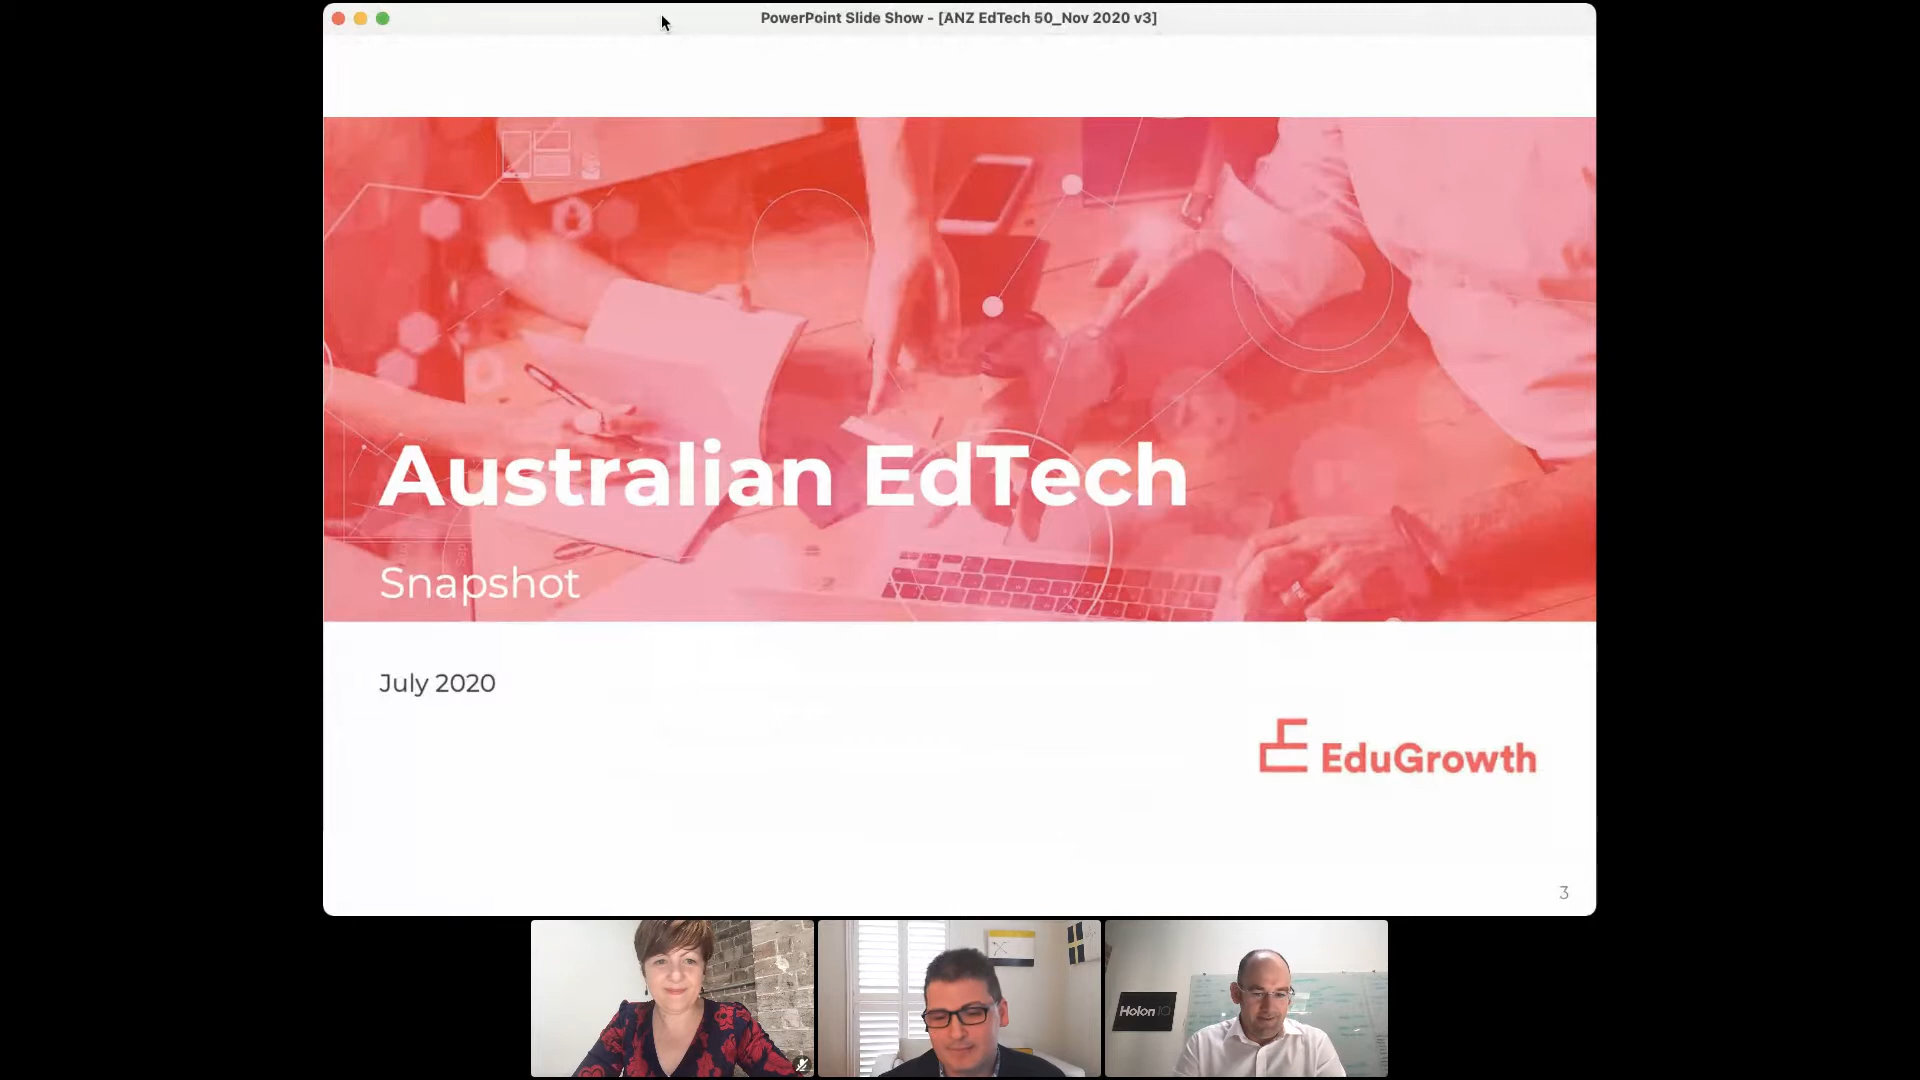 PowerPoint Slide Show - [ANZ EdTech 50_Nov 2020 v3]
Australian EdTech
Snapshot
July 2020
EduGrowth
3
HolonIQ